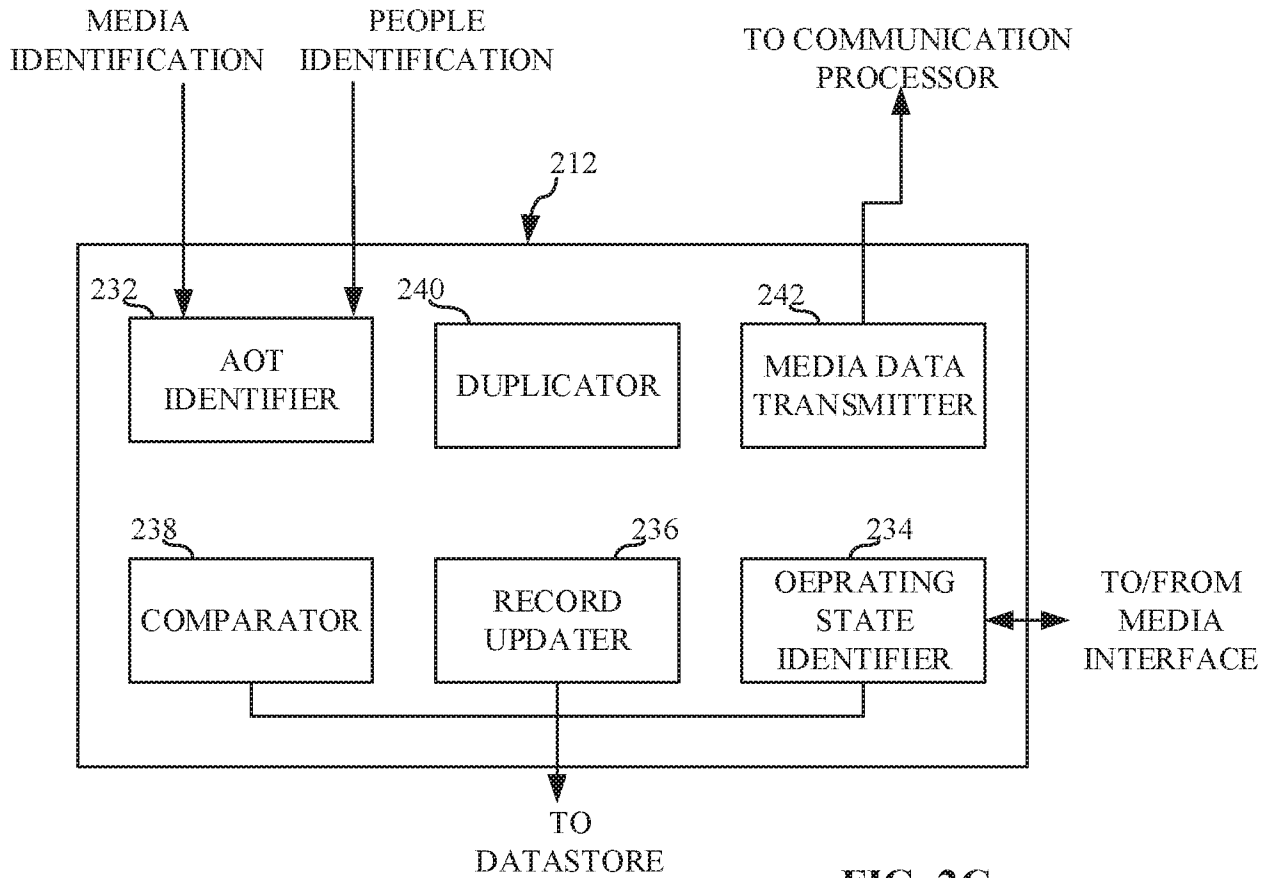 MEDIA
IDENTIFICATION
PEOPLE
IDENTIFICATION
TO COMMUNICATION
PROCESSOR
212
232
AOT
IDENTIFIER
240
DUPLICATOR
242
MEDIA DATA
TRANSMITTER
238
COMPARATOR
236
RECORD
UPDATER
234
OEPRATING
STATE
IDENTIFIER
TO/FROM
MEDIA
INTERFACE
TO
DATASTORE